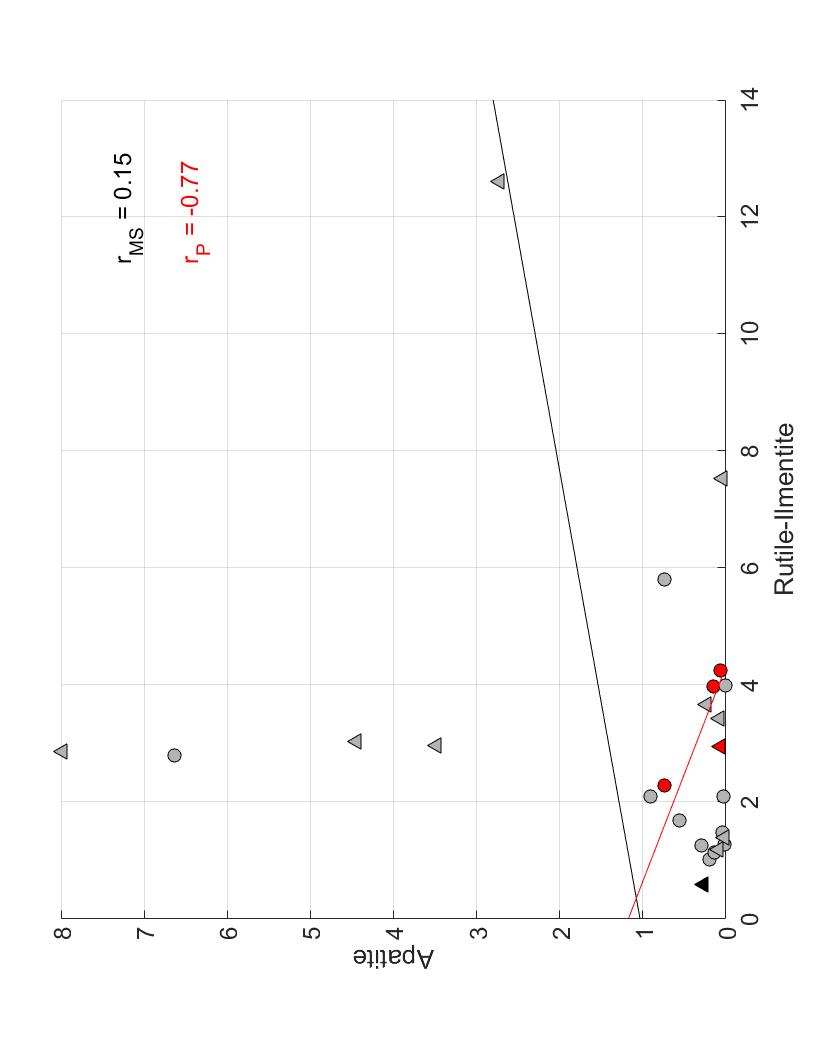 8
7
6
5
4
3
2
1
0
Apatite
r_MS = 0.15
r_P = -0.77
0 2 4 6 8 10 12 14
Rutile-Ilmentite